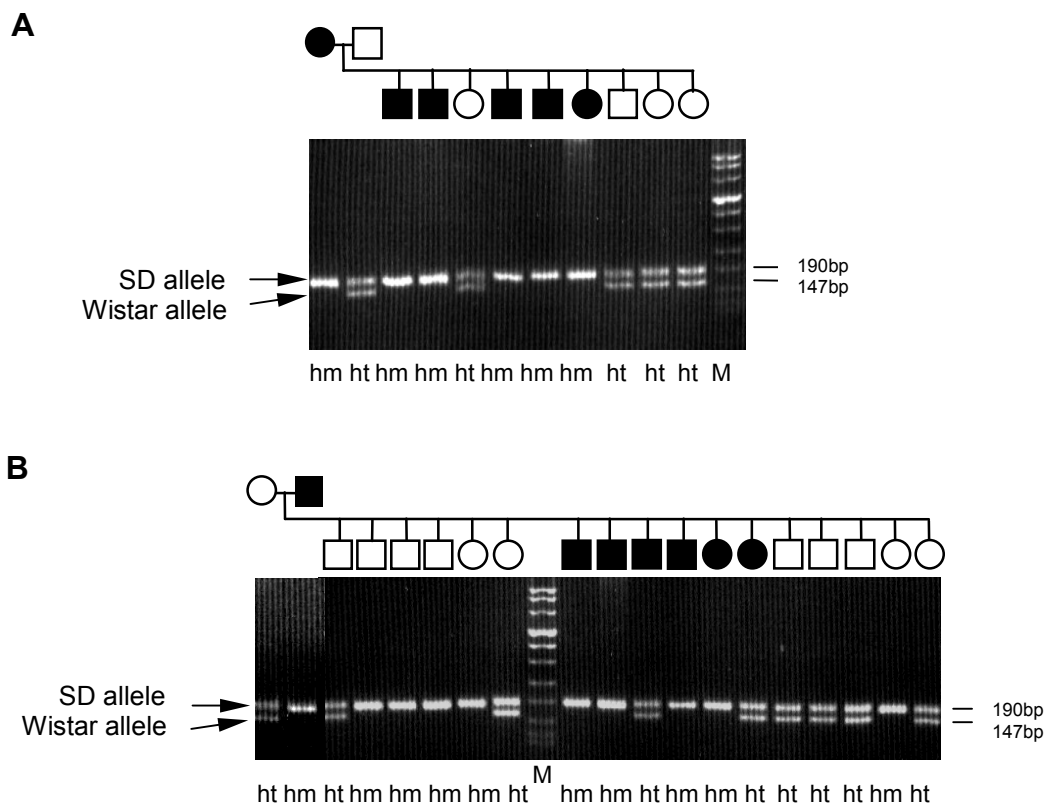 A
SD allele
Wistar allele
190bp
147bp
hm ht hm hm ht hm hm hm ht ht ht M
B
SD allele
Wistar allele
190bp
147bp
M
ht hm ht hm hm hm hm ht hm hm ht hm hm ht ht ht ht hm ht